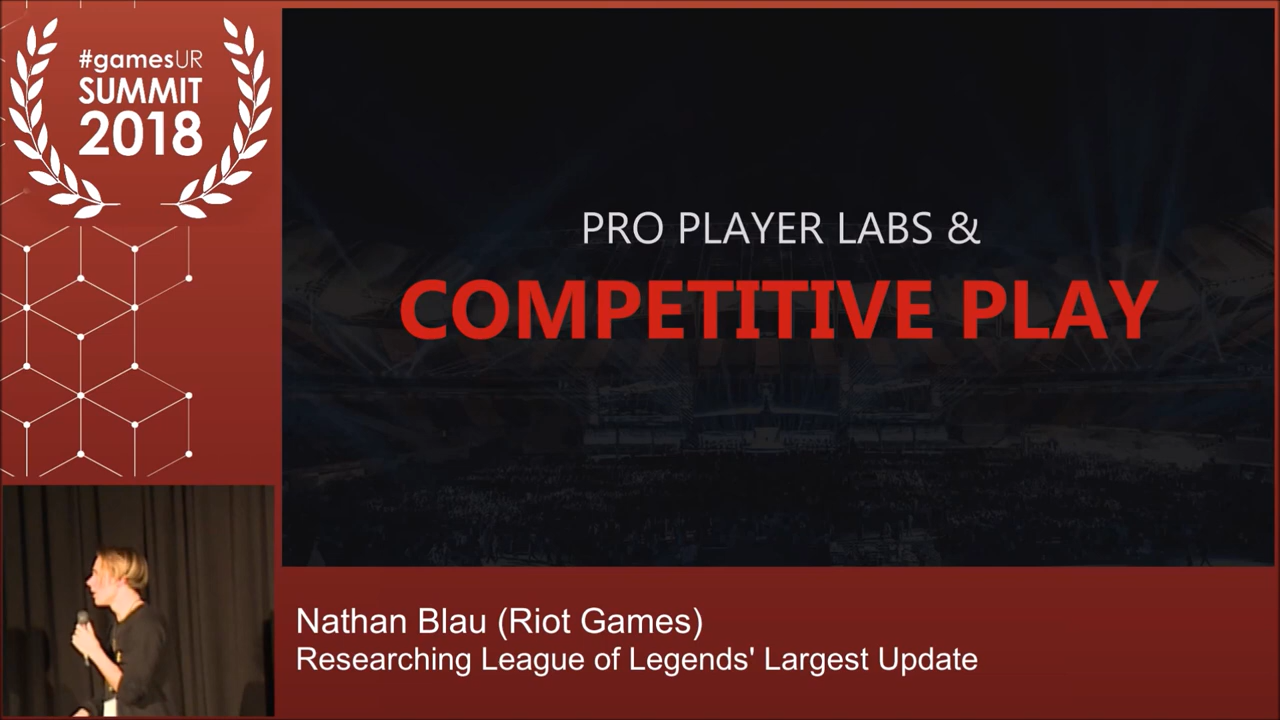 #gamesUR
SUMMIT
2018
PRO PLAYER LABS &
COMPETITIVE PLAY
Nathan Blau (Riot Games)
Researching League of Legends' Largest Update